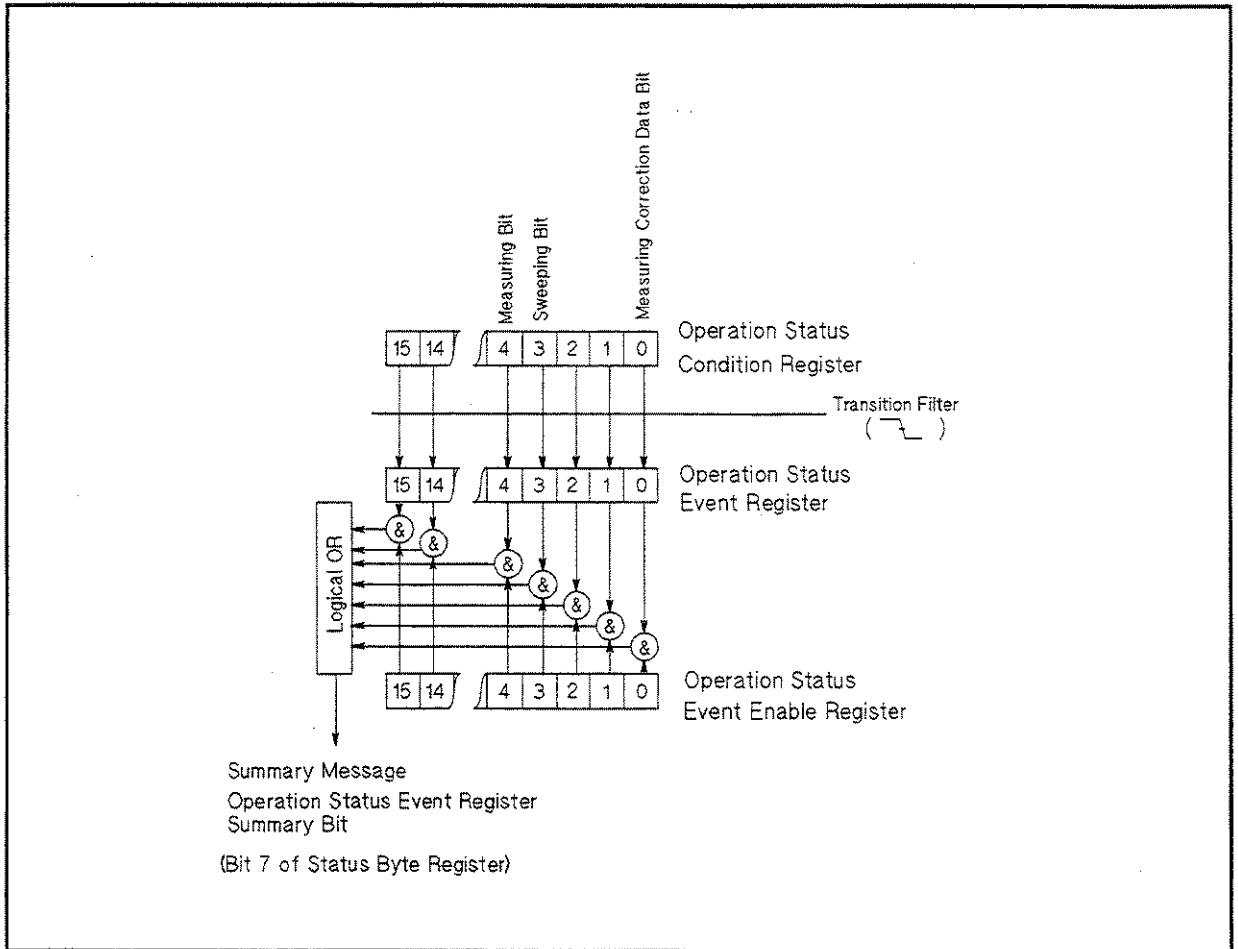 Measuring Bit
Sweeping Bit
Measuring Correction Data Bit
15 14 4 3 2 1 0
Operation Status
Condition Register
Transition Filter
( )
15 14 4 3 2 1 0
Operation Status
Event Register
Logical OR
& & & & & & &
15 14 4 3 2 1 0
Operation Status
Event Enable Register
Summary Message
Operation Status Event Register
Summary Bit
(Bit 7 of Status Byte Register)